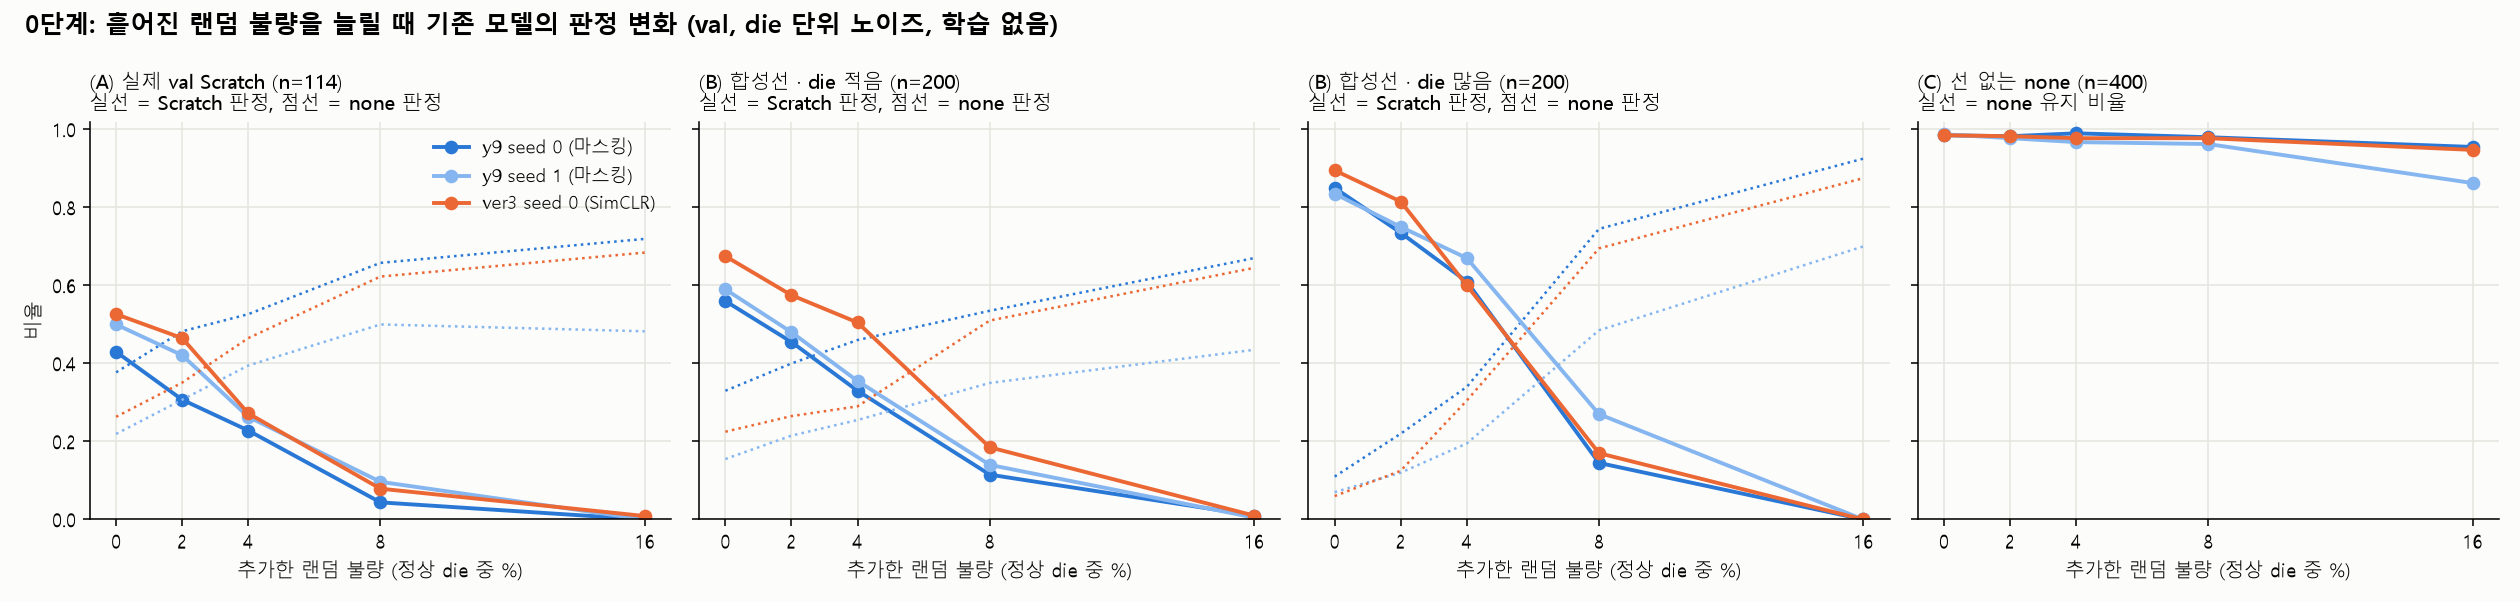 0단계: 흩어진 랜덤 불량을 늘릴 때 기존 모델의 판정 변화 (val, die 단위 노이즈, 학습 없음)
(A) 실제 val Scratch (n=114)
실선 = Scratch 판정, 점선 = none 판정
(B) 합성선 · die 적음 (n=200)
실선 = Scratch 판정, 점선 = none 판정
(B) 합성선 · die 많음 (n=200)
실선 = Scratch 판정, 점선 = none 판정
(C) 선 없는 none (n=400)
실선 = none 유지 비율
y9 seed 0 (마스킹)
y9 seed 1 (마스킹)
ver3 seed 0 (SimCLR)
비율
1.0
0.8
0.6
0.4
0.2
0.0
0 2 4 8 16
0 2 4 8 16
0 2 4 8 16
0 2 4 8 16
추가한 랜덤 불량 (정상 die 중 %)
추가한 랜덤 불량 (정상 die 중 %)
추가한 랜덤 불량 (정상 die 중 %)
추가한 랜덤 불량 (정상 die 중 %)